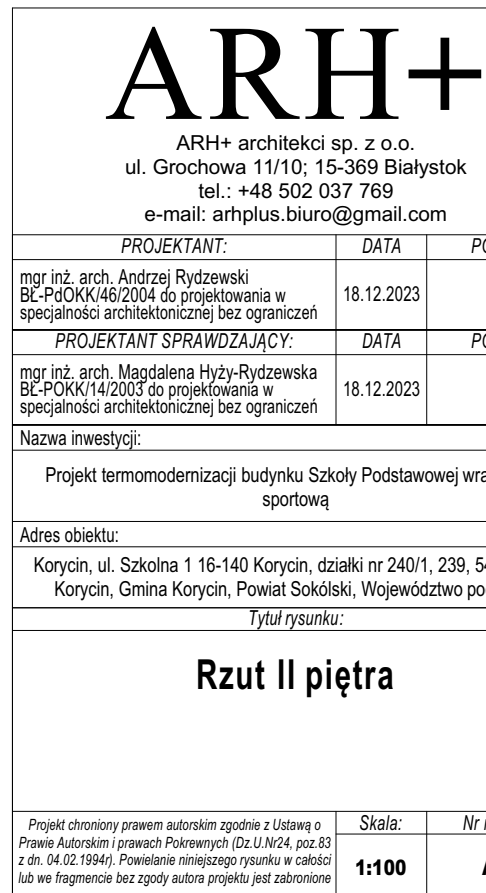 ARH+
ARH+ architekci sp. z o.o.
ul. Grochowa 11/10; 15-369 Białystok
tel.: +48 502 037 769
e-mail: arhplus.biuro@gmail.com
PROJEKTANT: DATA
mgr inż. arch. Andrzej Rydzewski
BŁ-PdOKK/46/2004 do projektowania w
specjalności architektonicznej bez ograniczeń
18.12.2023
PROJEKTANT SPRAWDZAJĄCY: DATA
mgr inż. arch. Magdalena Hyży-Rydzewska
BŁ-POKK/14/2003 do projektowania w
specjalności architektonicznej bez ograniczeń
18.12.2023
Nazwa inwestycji:
Projekt termomodernizacji budynku Szkoły Podstawowej
sportową
Adres obiektu:
Korycin, ul. Szkolna 1 16-140 Korycin, działki nr 240/1, 239,
Korycin, Gmina Korycin, Powiat Sokólski, Województwo
Tytuł rysunku:
Rzut II piętra
Projekt chroniony prawem autorskim zgodnie z Ustawą o
Prawie Autorskim i prawach Pokrewnych (Dz.U.Nr24, poz.83
z dn. 04.02.1994r). Powielanie niniejszego rysunku w całości
lub we fragmencie bez zgody autora projektu jest zabronione
Skala: Nr
1:100